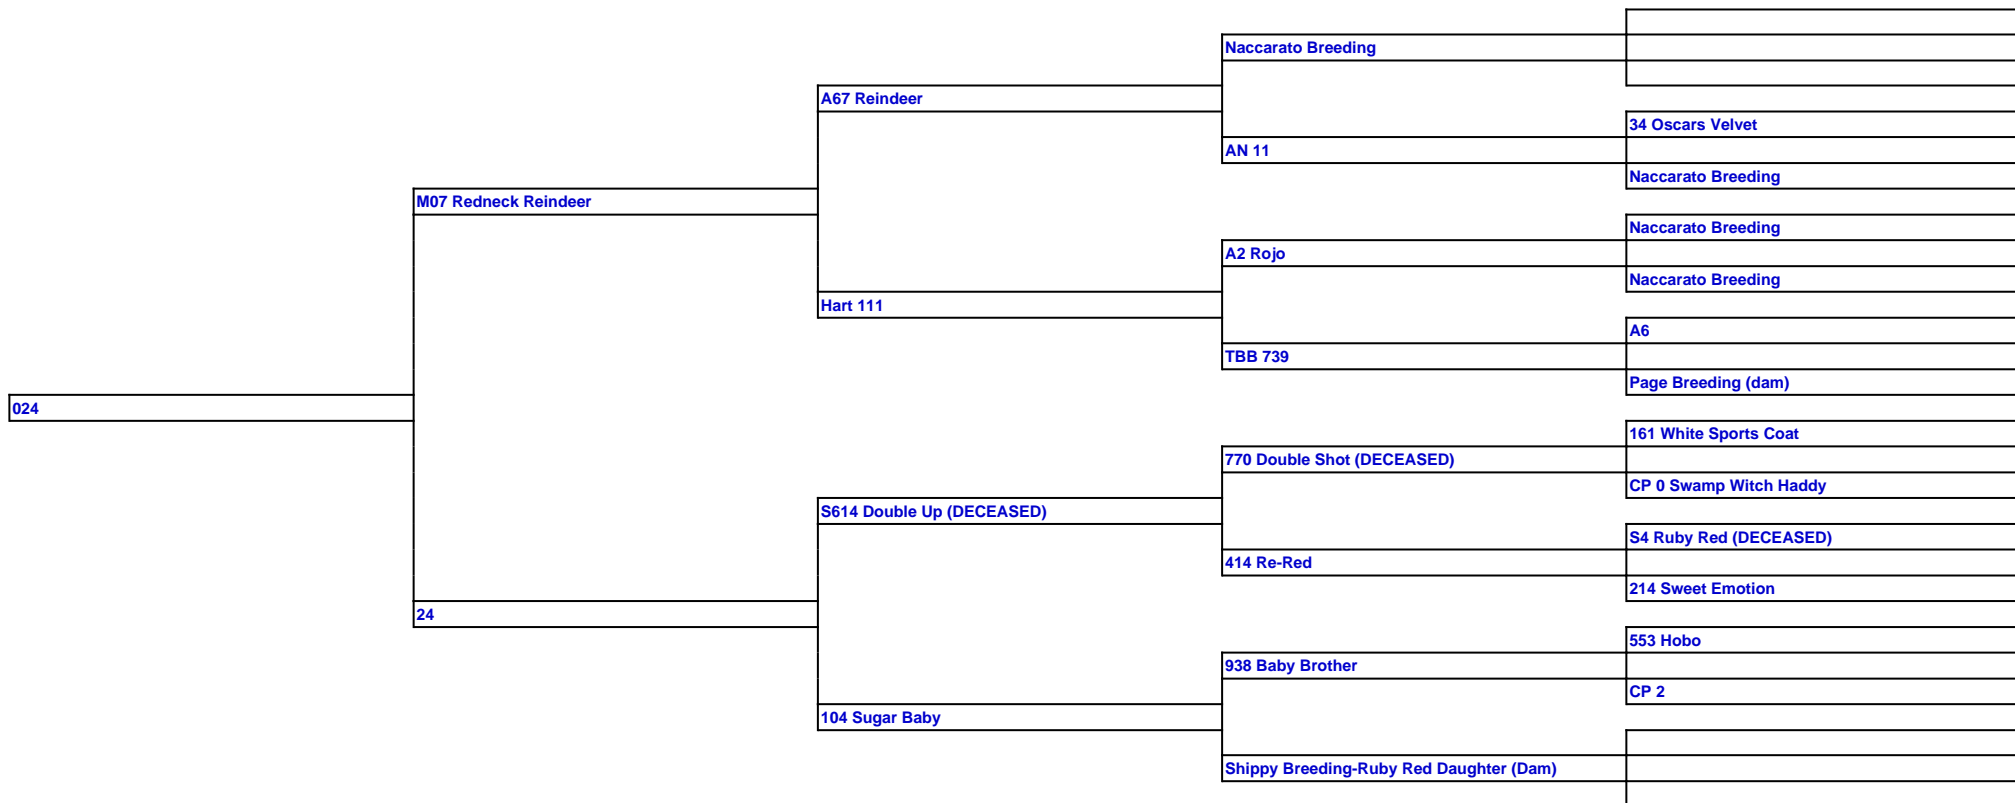 Naccarato Breeding
A67 Reindeer
34 Oscars Velvet
AN 11
Naccarato Breeding
M07 Redneck Reindeer
Naccarato Breeding
A2 Rojo
Naccarato Breeding
Hart 111
A6
TBB 739
Page Breeding (dam)
024
161 White Sports Coat
770 Double Shot (DECEASED)
CP 0 Swamp Witch Haddy
S614 Double Up (DECEASED)
S4 Ruby Red (DECEASED)
414 Re-Red
214 Sweet Emotion
24
553 Hobo
938 Baby Brother
CP 2
104 Sugar Baby
Shippy Breeding-Ruby Red Daughter (Dam)